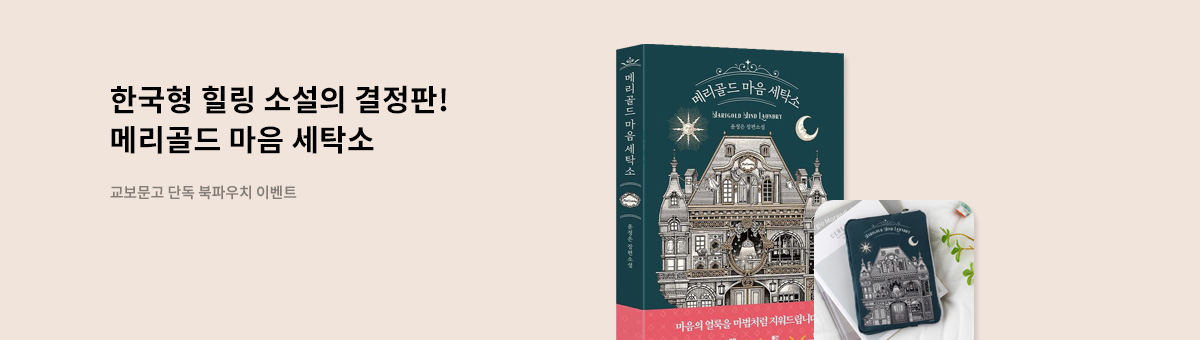 한국형 힐링 소설의 결정판!
메리골드 마음 세탁소
교보문고 단독 북파우치 이벤트
메리골드 마음 세탁소
윤정은 장편소설
메리골드 마음 세탁소
Marigold Mind Laundry
윤정은 장편소설
마음의 얼룩을 마법처럼 지워드립니다
Marigold Mind Laundry